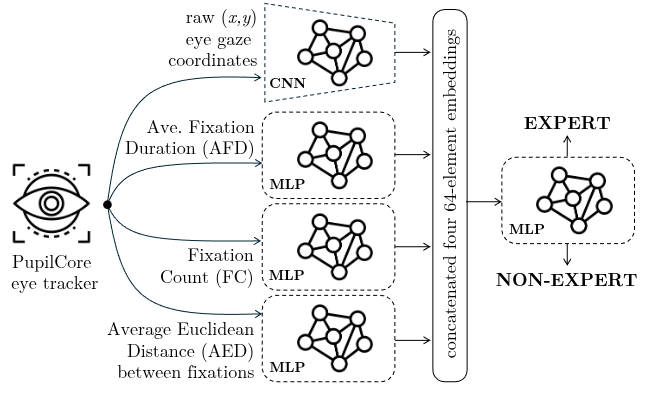 raw (x,y)
eye gaze
coordinates
CNN
Ave. Fixation
Duration (AFD)
MLP
PupilCore
eye tracker
Fixation
Count (FC)
MLP
Average Euclidean
Distance (AED)
between fixations
MLP
concatenated four 64-element embeddings
EXPERT
MLP
NON-EXPERT